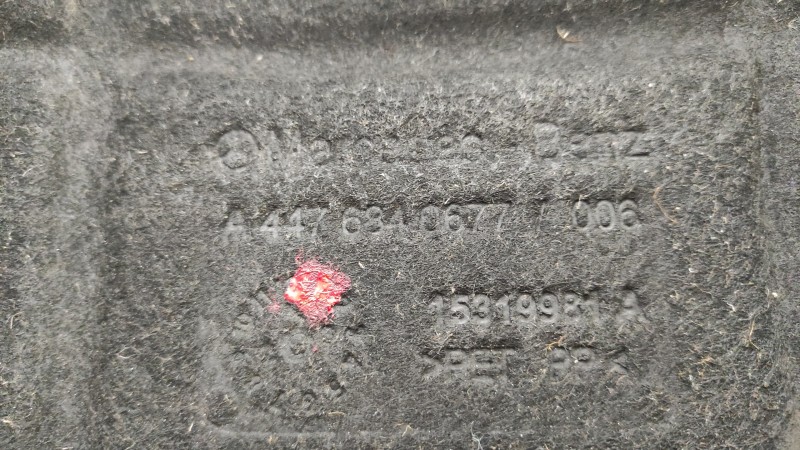 Mercedes Benz
A 447 684 0677 / 006
15319981 A
>PET PP<